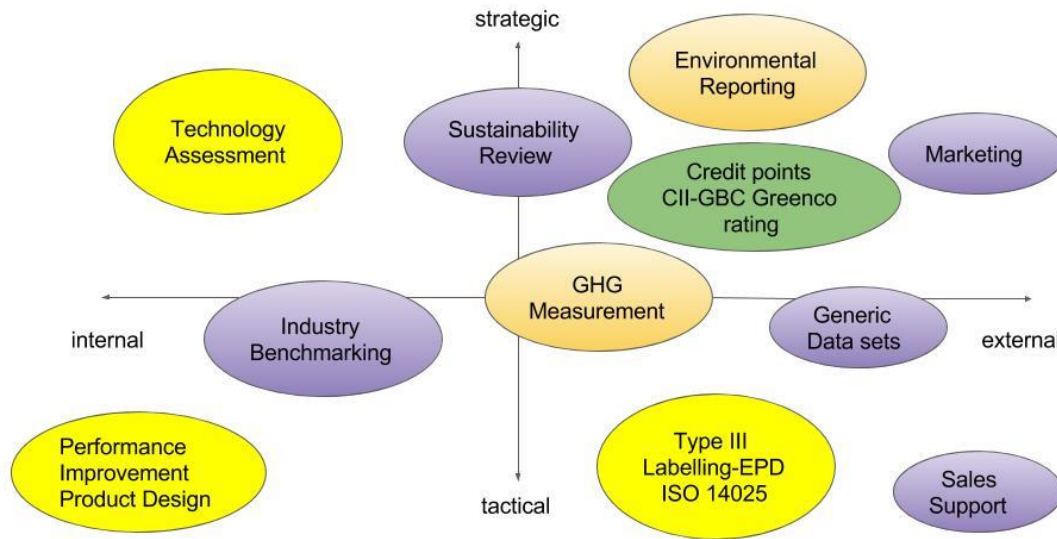 strategic
Environmental
Reporting
Technology
Assessment
Sustainability
Review
Marketing
Credit points
CII-GBC Greenco
rating
GHG
Measurement
Industry
Benchmarking
Generic
Data sets
internal
external
Performance
Improvement
Product Design
Type III
Labelling-EPD
ISO 14025
Sales
Support
tactical